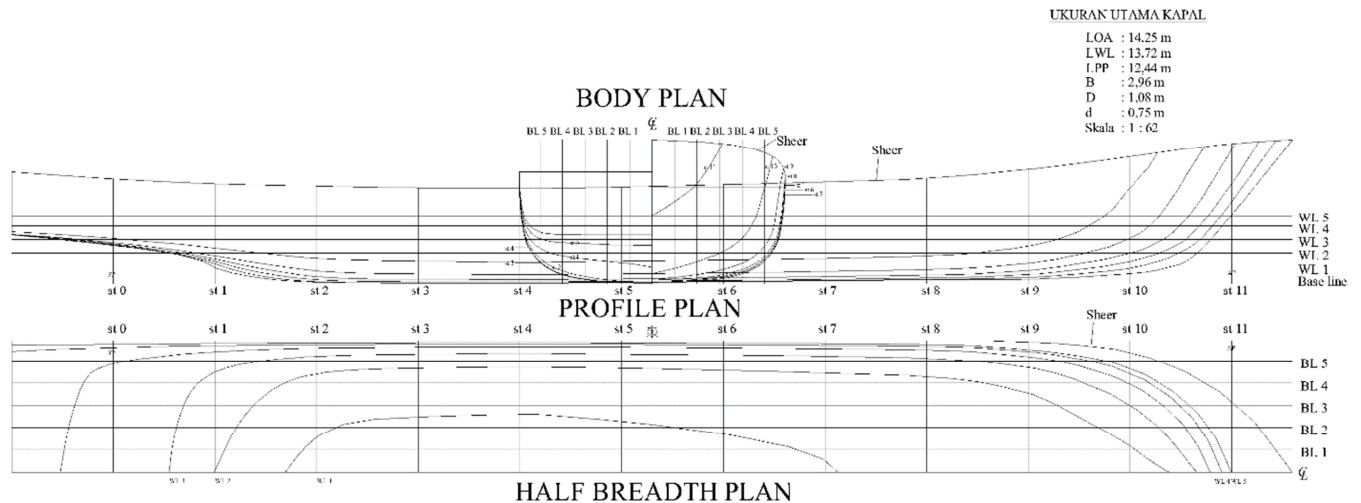 UKURAN UTAMA KAPAL
LOA : 14.25 m
LWL : 13.72 m
LPP : 12,44 m
B : 2,96 m
D : 1,08 m
d : 0,75 m
Skala : 1 : 62
BODY PLAN
BL 5 BL 4 BL 3 BL 2 BL 1 BL 1 BL 2 BL 3 BL 4 BL 5
Sheer
Sheer
WL 5
WL 4
WL 3
WL 2
WL 1
Base line
st 0 st 1 st 2 st 3 st 4 st 5 st 6 st 7 st 8 st 9 st 10 st 11
PROFILE PLAN
st 0 st 1 st 2 st 3 st 4 st 5 st 6 st 7 st 8 st 9 st 10 st 11
Sheer
BL 5
BL 4
BL 3
BL 2
BL 1
HALF BREADTH PLAN